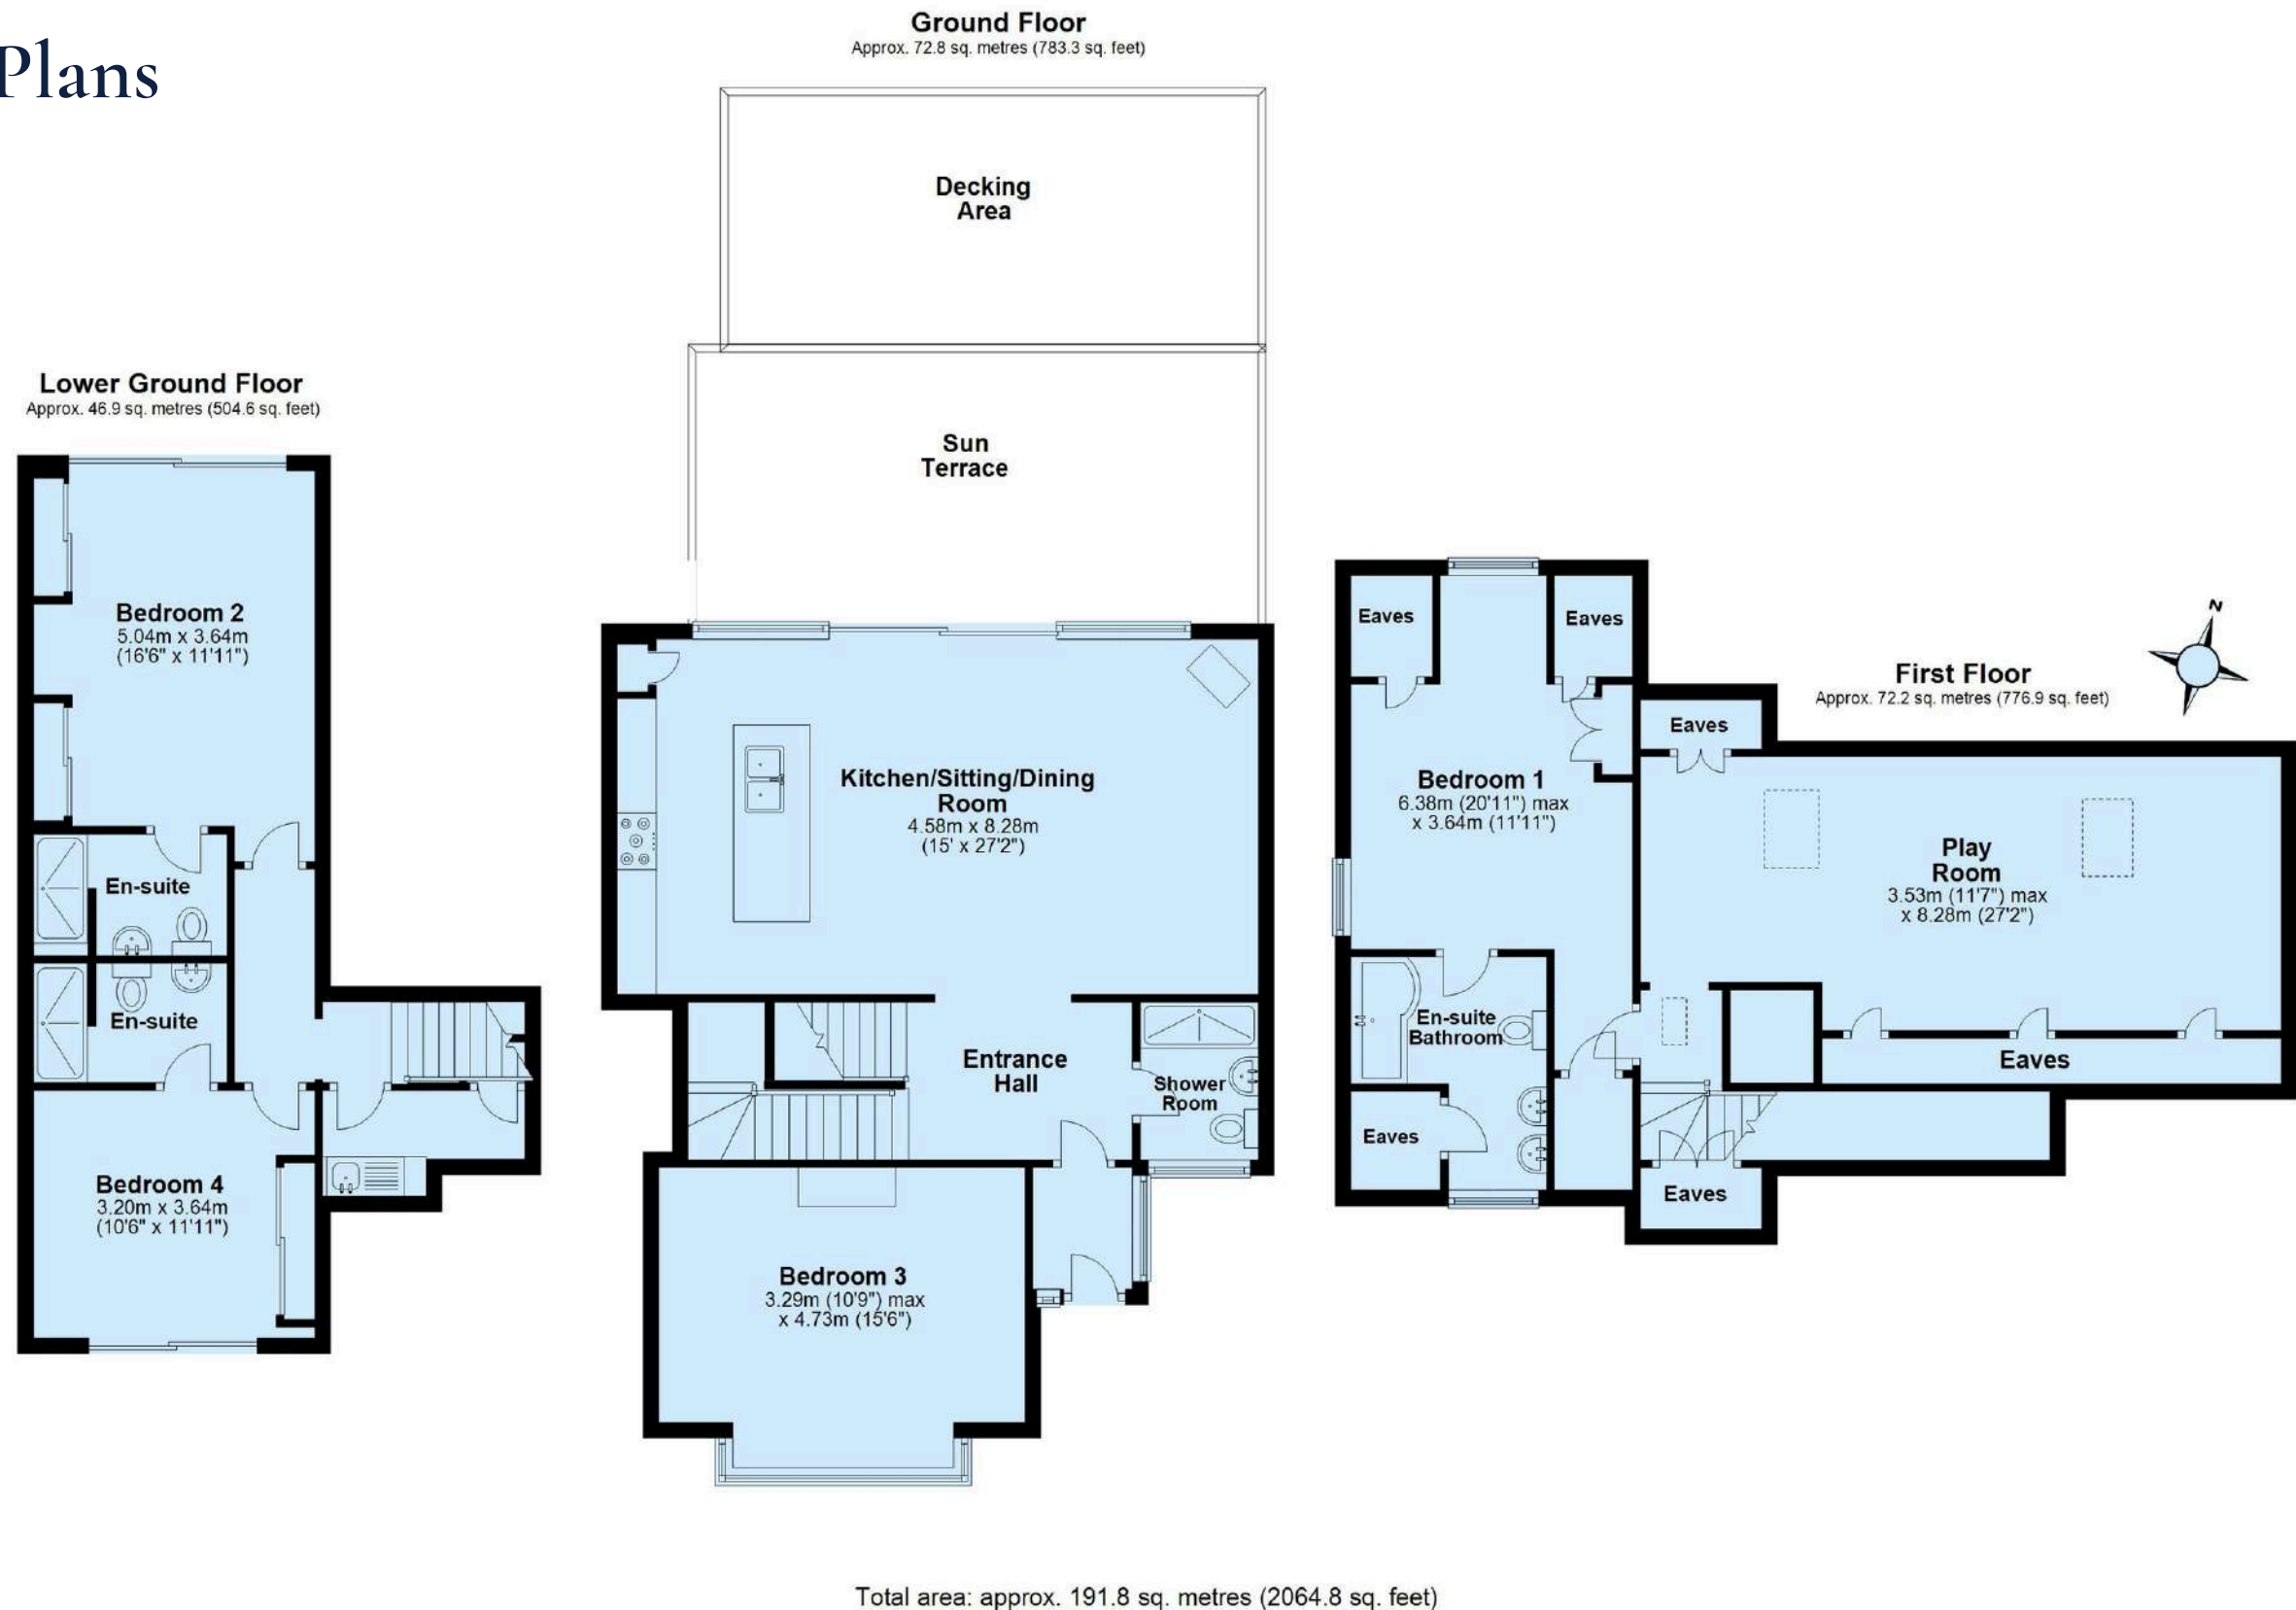 Plans
Ground Floor
Approx. 72.8 sq. metres (783.3 sq. feet)
Decking
Area
Sun
Terrace
Kitchen/Sitting/Dining
Room
4.58m x 8.28m
(15' x 27'2")
Entrance
Hall
Shower
Room
Bedroom 3
3.29m (10'9") max
x 4.73m (15'6")
Lower Ground Floor
Approx. 46.9 sq. metres (504.6 sq. feet)
Bedroom 2
5.04m x 3.64m
(16'6" x 11'11")
En-suite
En-suite
Bedroom 4
3.20m x 3.64m
(10'6" x 11'11")
First Floor
Approx. 72.2 sq. metres (776.9 sq. feet)
N
Eaves
Eaves
Eaves
Bedroom 1
6.38m (20'11") max
x 3.64m (11'11")
Play
Room
3.53m (11'7") max
x 8.28m (27'2")
En-suite
Bathroom
Eaves
Eaves
Eaves
Total area: approx. 191.8 sq. metres (2064.8 sq. feet)